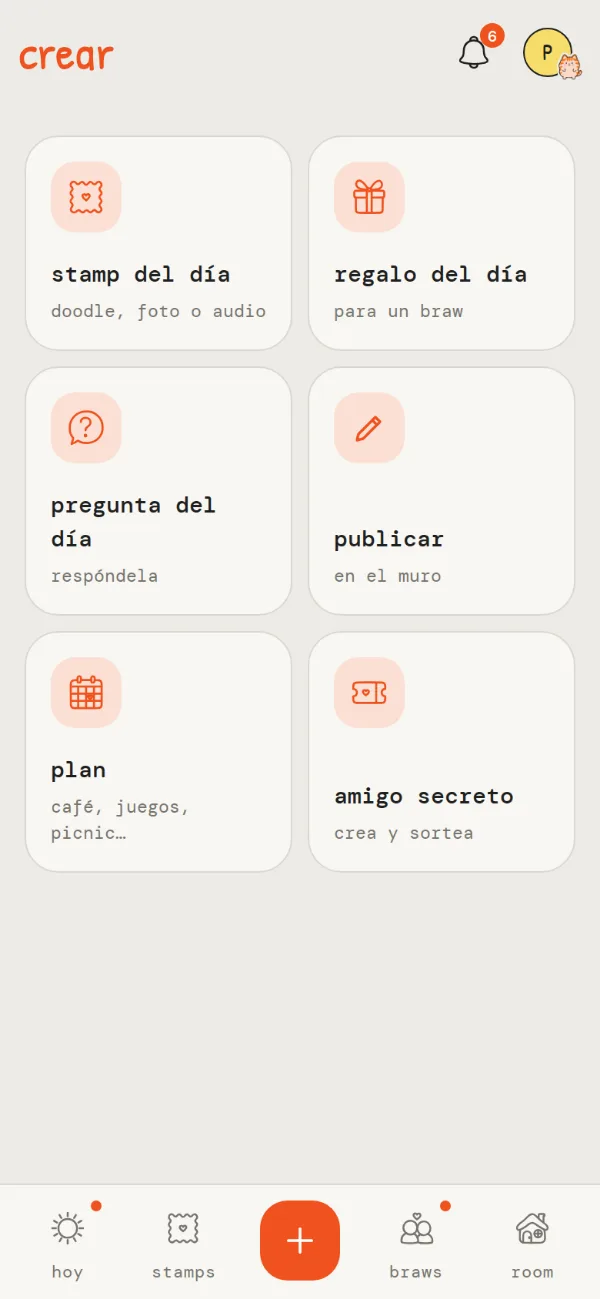 crear
6
P
stamp del día
doodle, foto o audio
regalo del día
para un braw
pregunta del
día
respóndela
publicar
en el muro
plan
café, juegos,
picnic…
amigo secreto
crea y sortea
hoy
stamps
braws
room